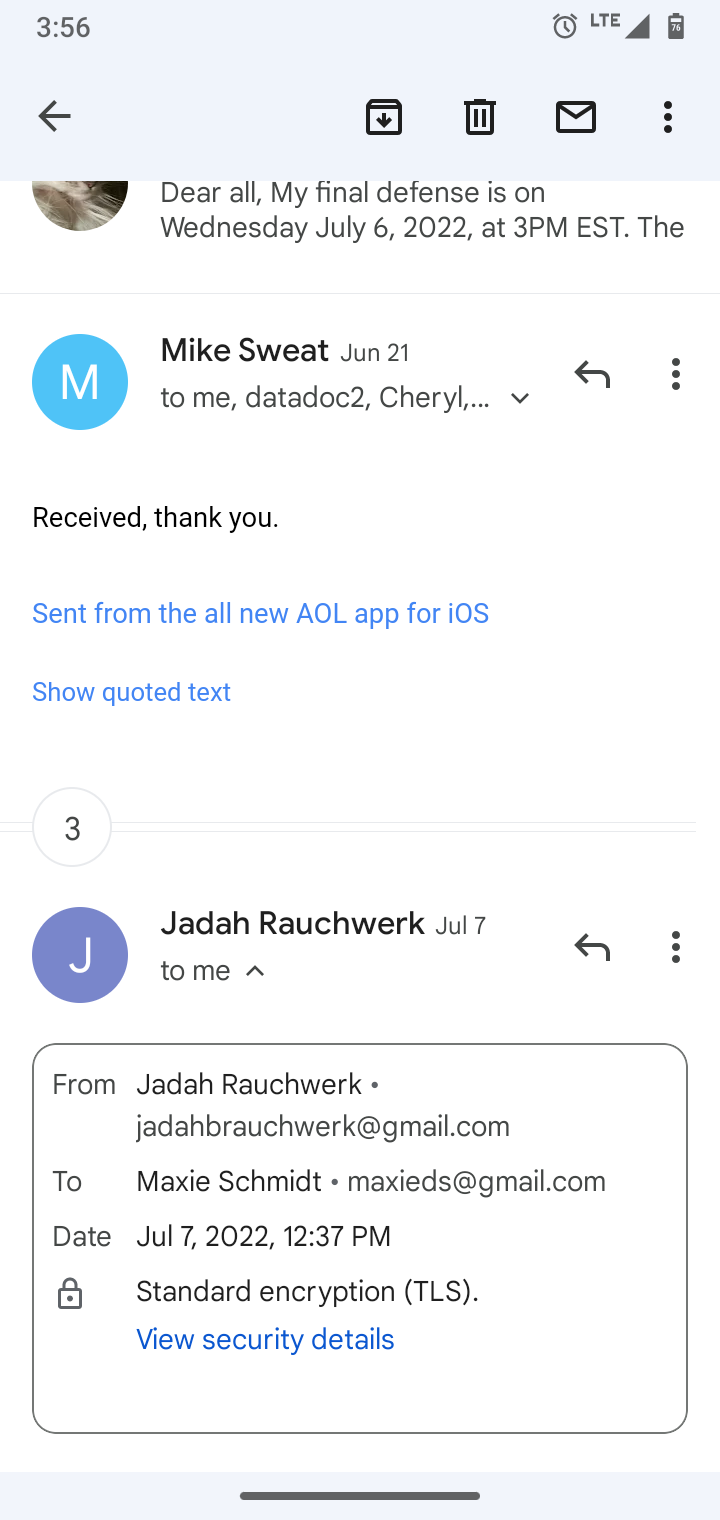 3:56
LTE
76
Dear all, My final defense is on
Wednesday July 6, 2022, at 3PM EST. The
M
Mike Sweat Jun 21
to me, datadoc2, Cheryl,...
Received, thank you.
Sent from the all new AOL app for iOS
Show quoted text
3
J
Jadah Rauchwerk Jul 7
to me
From Jadah Rauchwerk •
jadahbrauchwerk@gmail.com
To Maxie Schmidt • maxieds@gmail.com
Date Jul 7, 2022, 12:37 PM
Standard encryption (TLS).
View security details